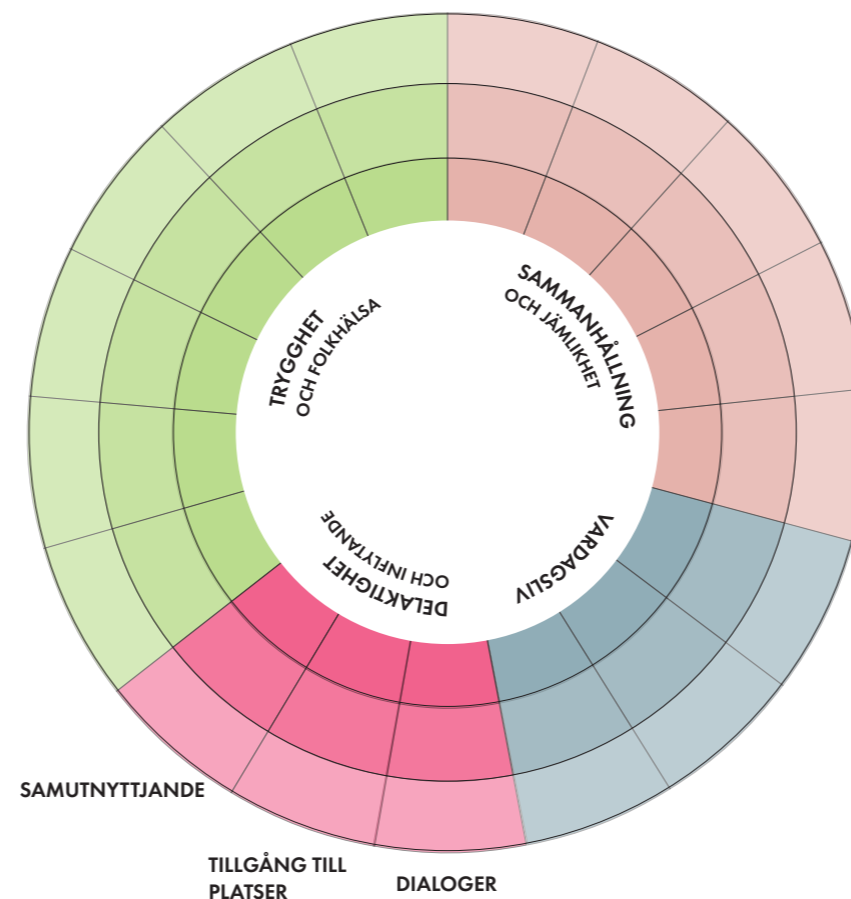 SAMMANHÅLLNING
OCH JÄMLIKHET
TRYGGHET
OCH FOLKHÄLSA
VARDAGSLIV
DELAKTIGHET
OCH INFLYTANDE
SAMUTNYTTJANDE
TILLGÅNG TILL
PLATSER
DIALOGER